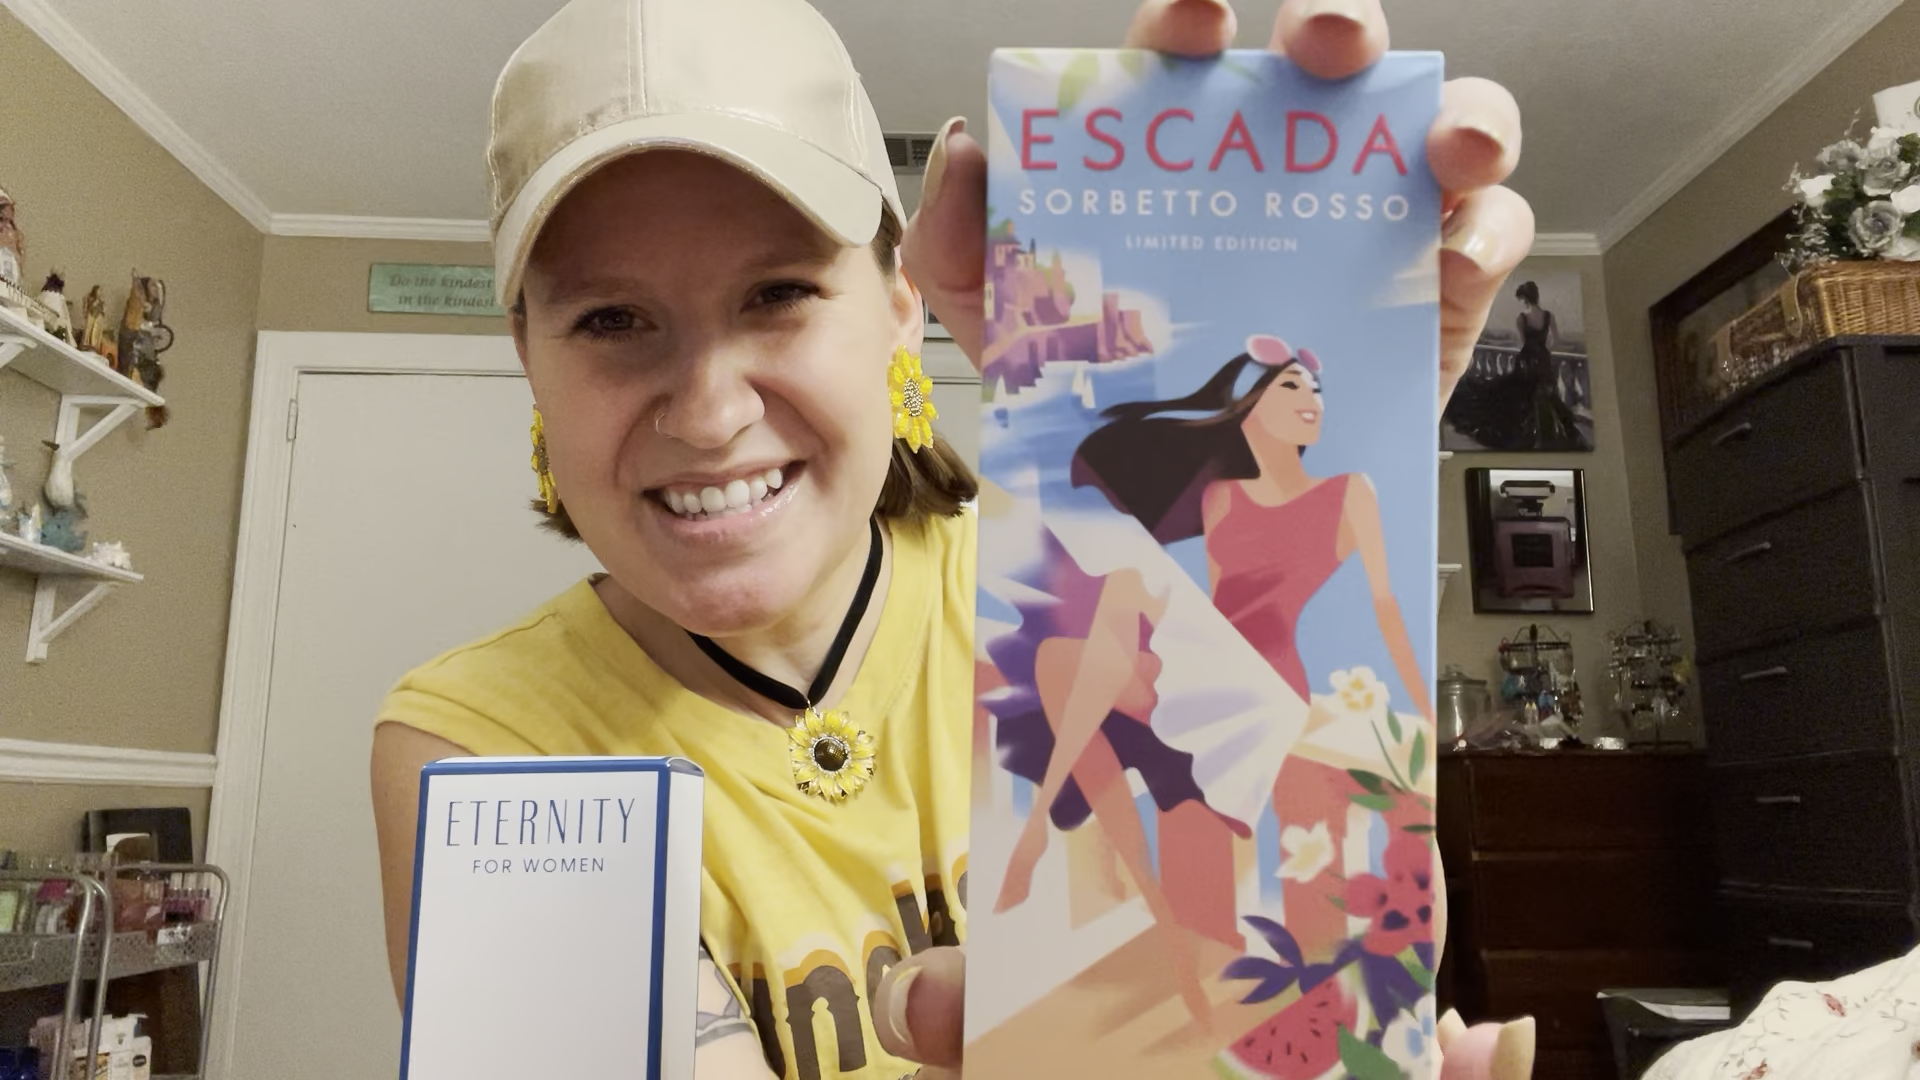 Do the kindest
in the kindest
ESCADA
SORBETTO ROSSO
LIMITED EDITION
ETERNITY
FOR WOMEN